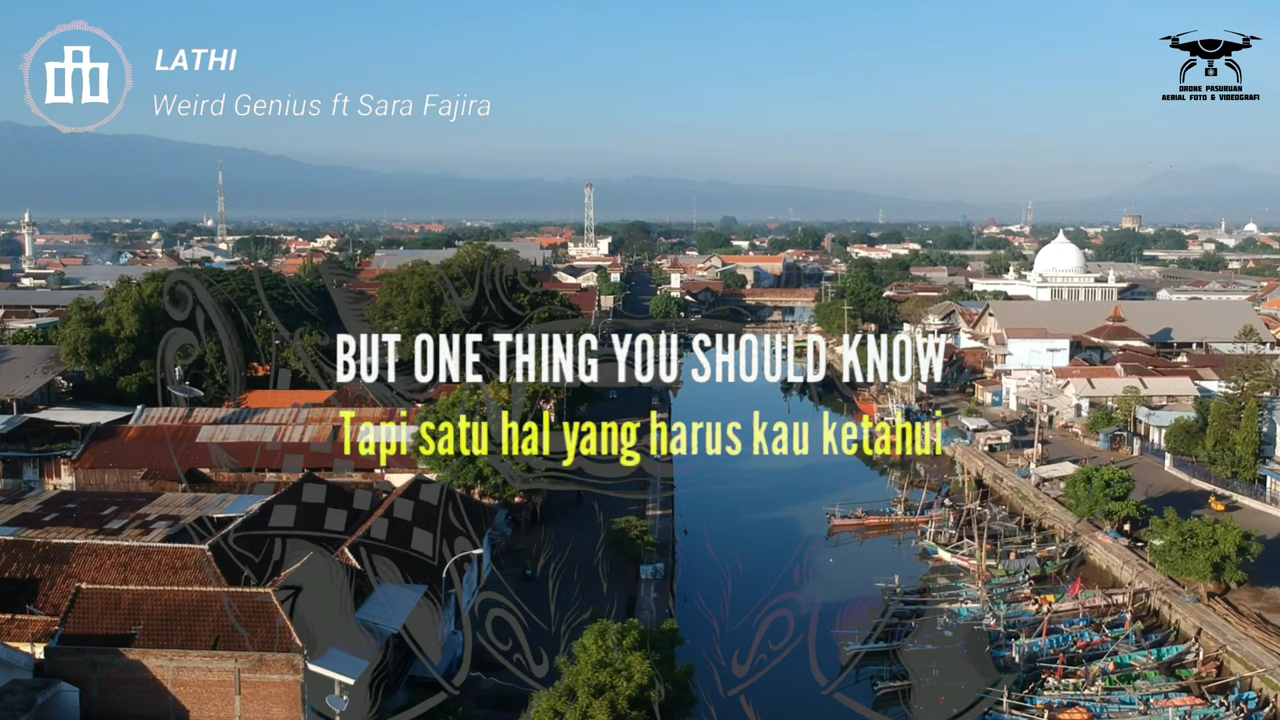 LATHI
Weird Genius ft Sara Fajira
DRONE PASURUAN
AERIAL FOTO & VIDEOGRAFI
BUT ONE THING YOU SHOULD KNOW
Tapi satu hal yang harus kau ketahui